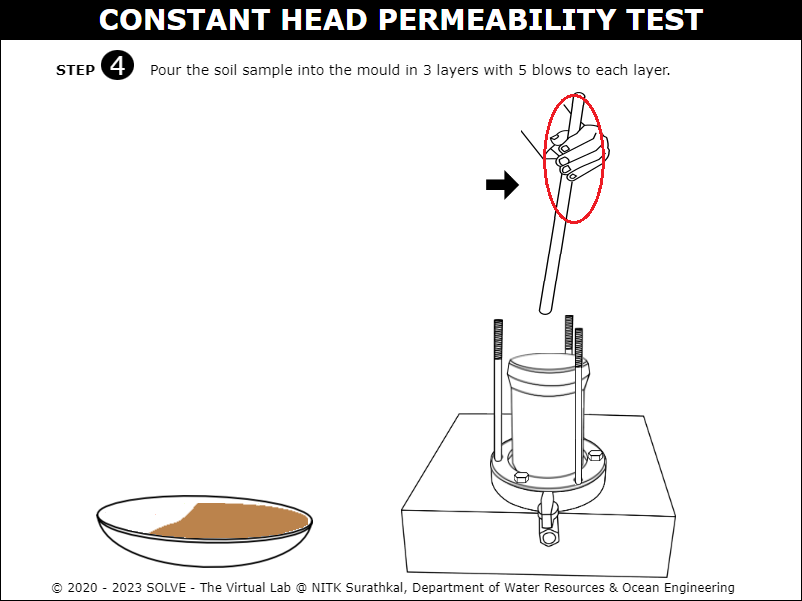 CONSTANT HEAD PERMEABILITY TEST
STEP 4 Pour the soil sample into the mould in 3 layers with 5 blows to each layer.
© 2020 - 2023 SOLVE - The Virtual Lab @ NITK Surathkal, Department of Water Resources & Ocean Engineering